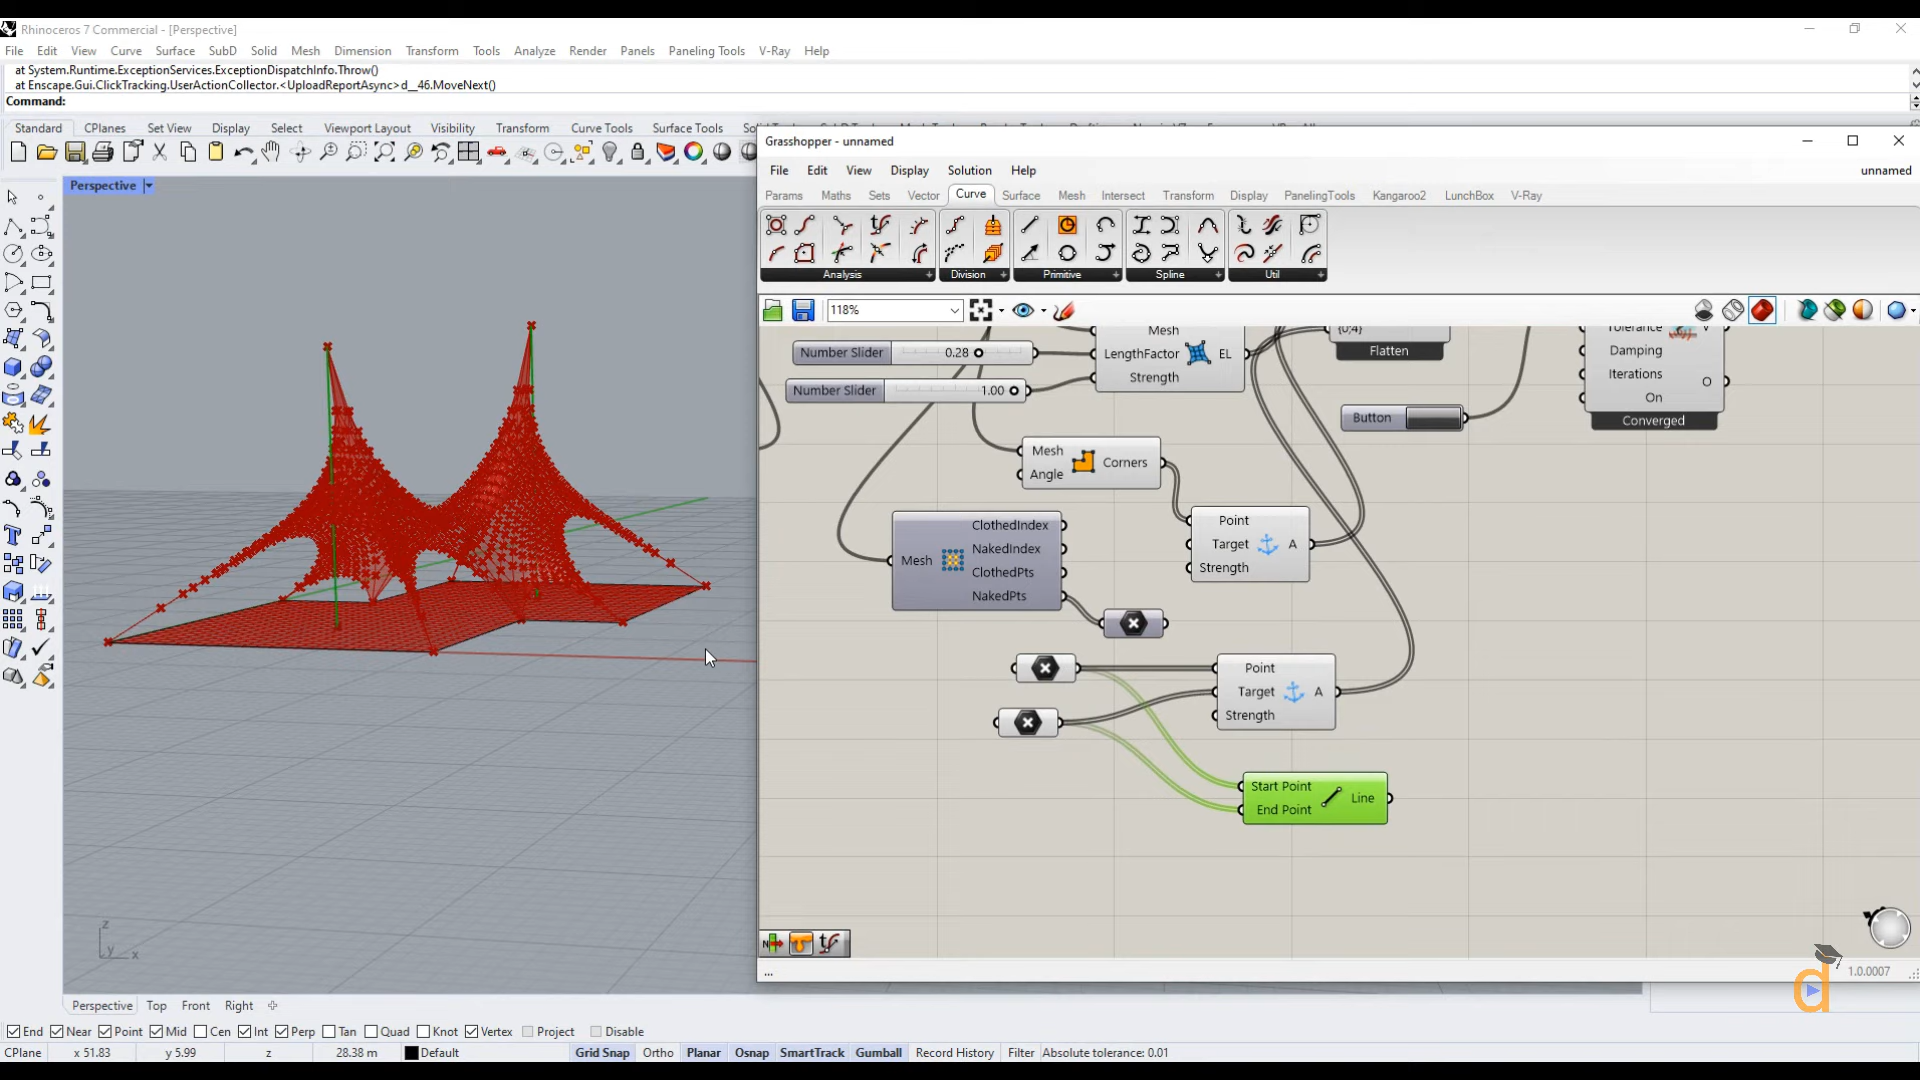 Rhinoceros 7 Commercial - [Perspective]
File Edit View Curve Surface SubD Solid Mesh Dimension Transform Tools Analyze Render Panels Paneling Tools V-Ray Help
at System.Runtime.ExceptionServices.ExceptionDispatchInfo.Throw()
at Enscape.Gui.ClickTracking.UserActionCollector.<UploadReportAsync>d__46.MoveNext()
Command:
Standard CPlanes Set View Display Select Viewport Layout Visibility Transform Curve Tools Surface Tools
Perspective
Grasshopper - unnamed
File Edit View Display Solution Help unnamed
Params Maths Sets Vector Curve Surface Mesh Intersect Transform Display PanelingTools Kangaroo2 LunchBox V-Ray
Analysis Division Primitive Spline Util
118%
Mesh
LengthFactor EL
Strength
Number Slider 0.28
Number Slider 1.00
{0;4}
Flatten
Button
Tolerance V
Damping
Iterations O
On
Converged
Mesh Corners
Angle
ClothedIndex
NakedIndex
Mesh
ClothedPts
NakedPts
Point
Target A
Strength
Point
Target A
Strength
Start Point Line
End Point
...
1.0.0007
z
y x
Perspective Top Front Right
End Near Point Mid Cen Int Perp Tan Quad Knot Vertex Project Disable
CPlane x 51.83 y 5.99 z 28.38 m Default Grid Snap Ortho Planar Osnap SmartTrack Gumball Record History Filter Absolute tolerance: 0.01